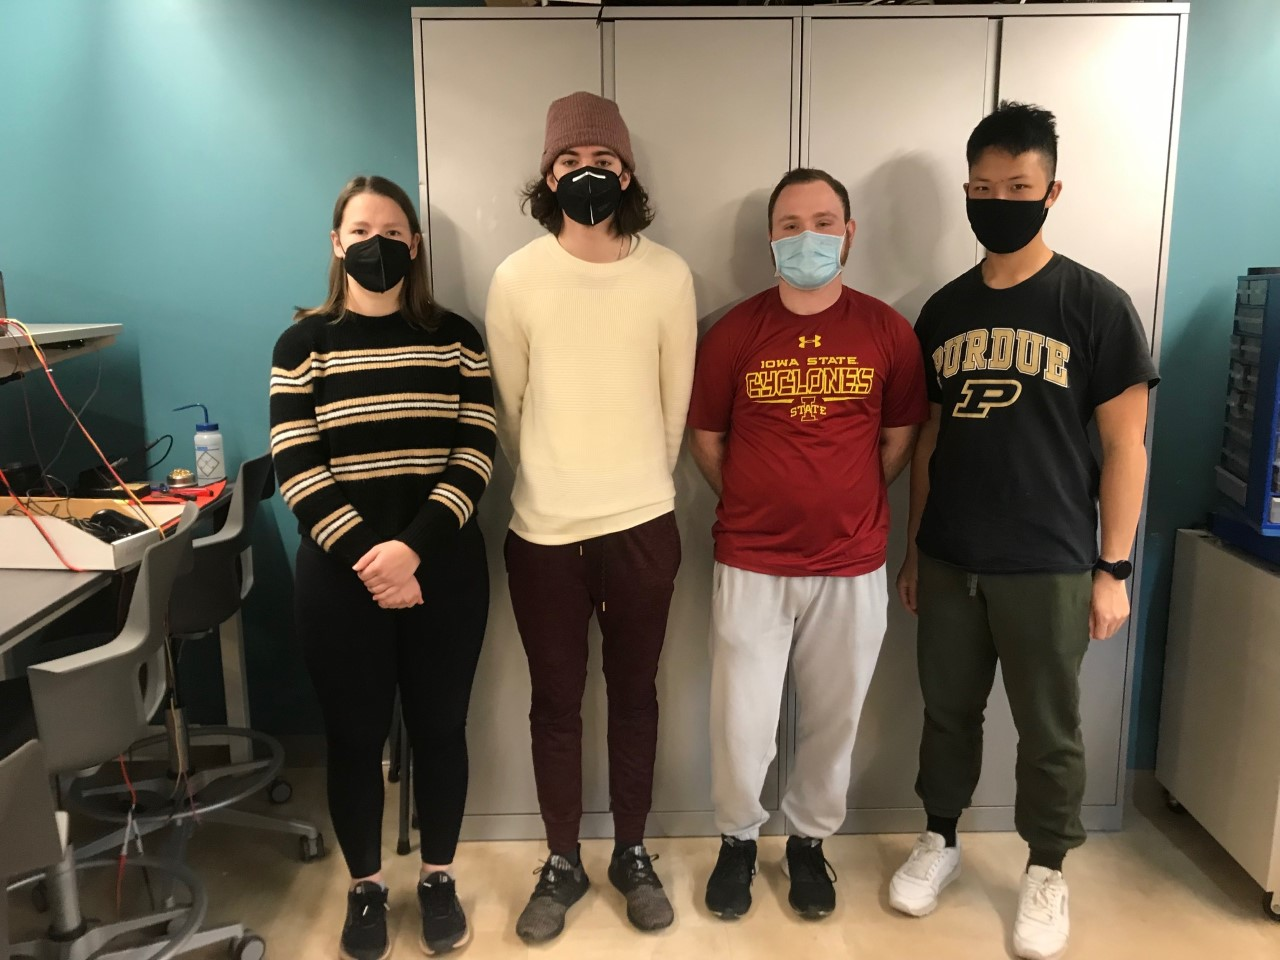 IOWA STATE
CYCLONES
I
STATE
PURDUE
P